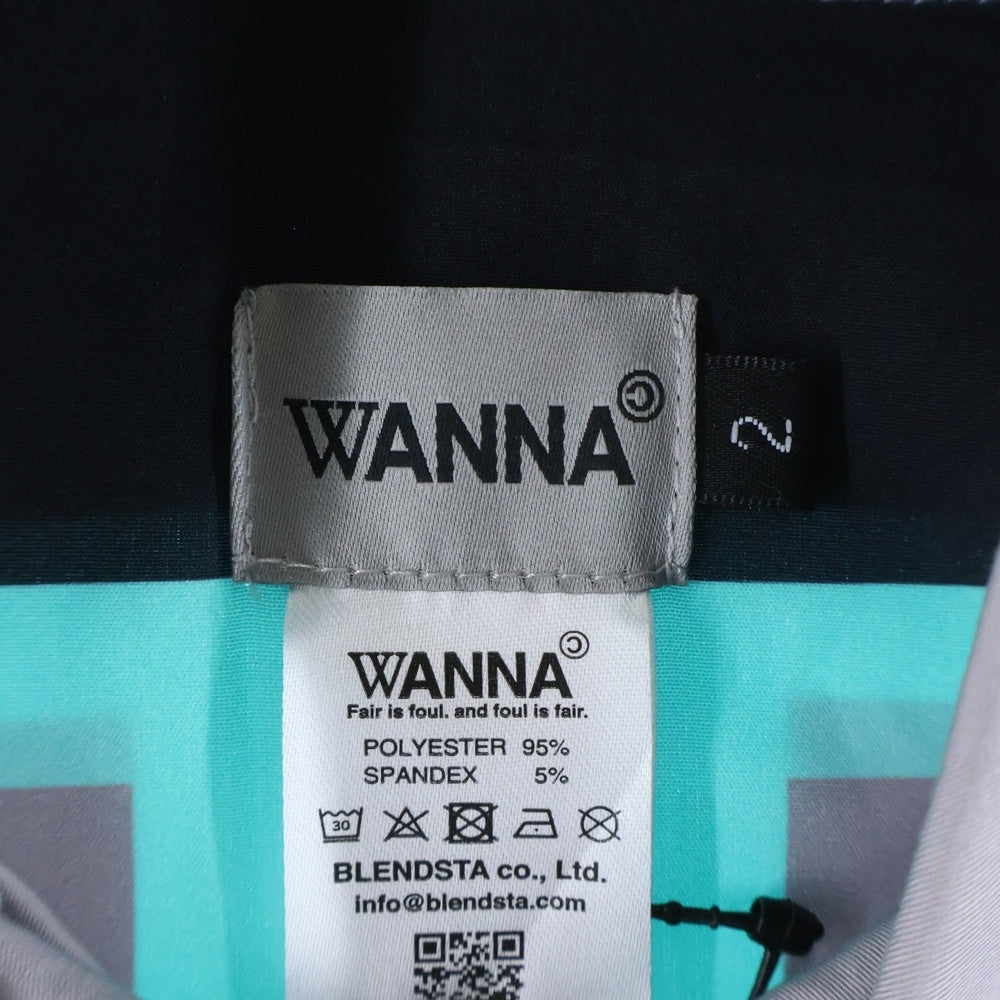 WANNA©
2
WANNA©
Fair is foul. and foul is fair.
POLYESTER 95%
SPANDEX 5%
30
BLENDSTA co., Ltd.
info@blendsta.com